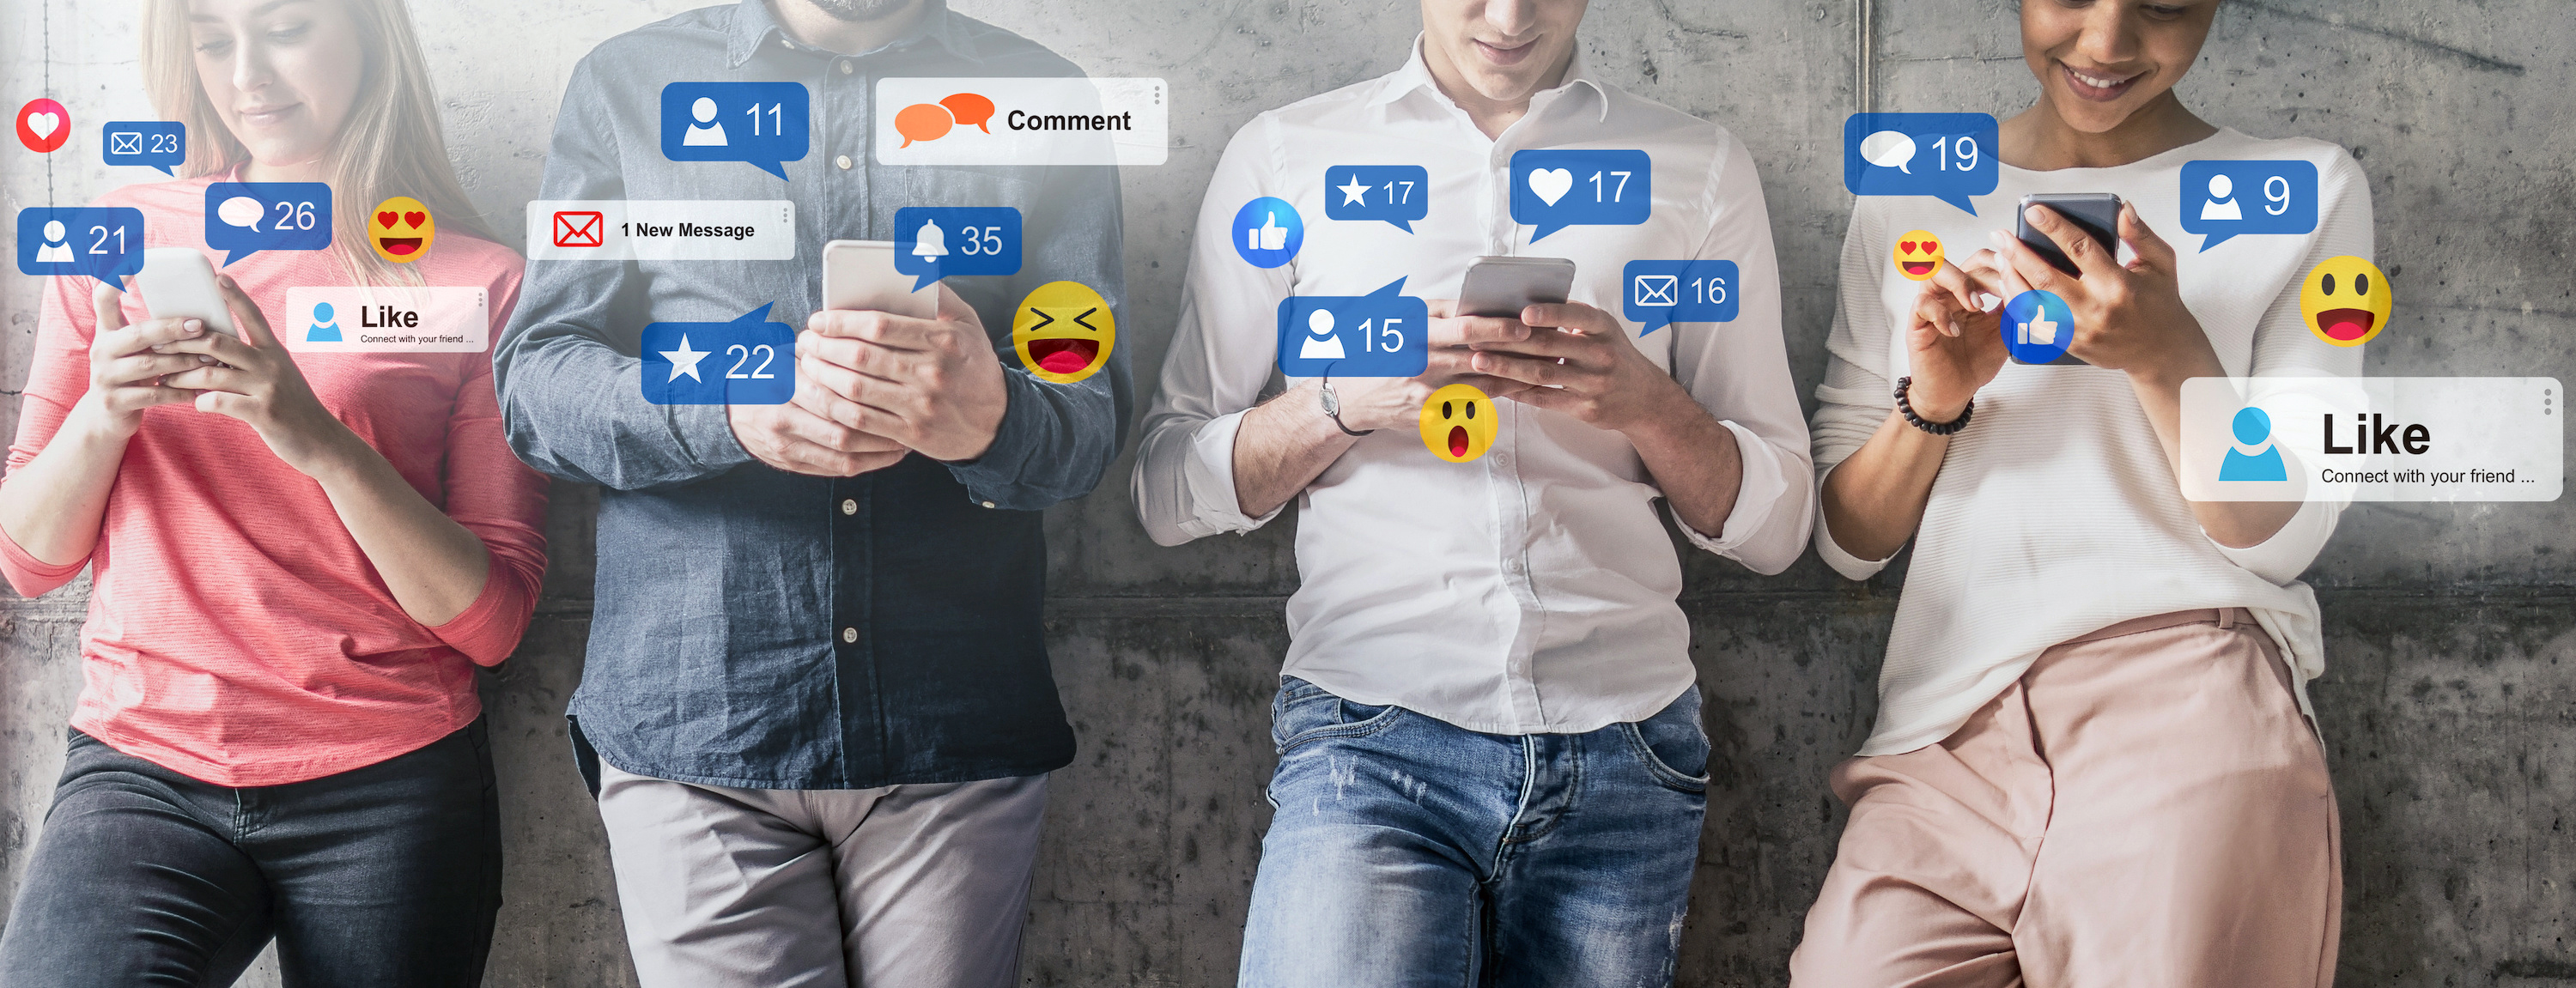 23
21
26
Like
Connect with your friend ...
11
Comment
1 New Message
35
22
17
17
15
16
19
9
Like
Connect with your friend ...